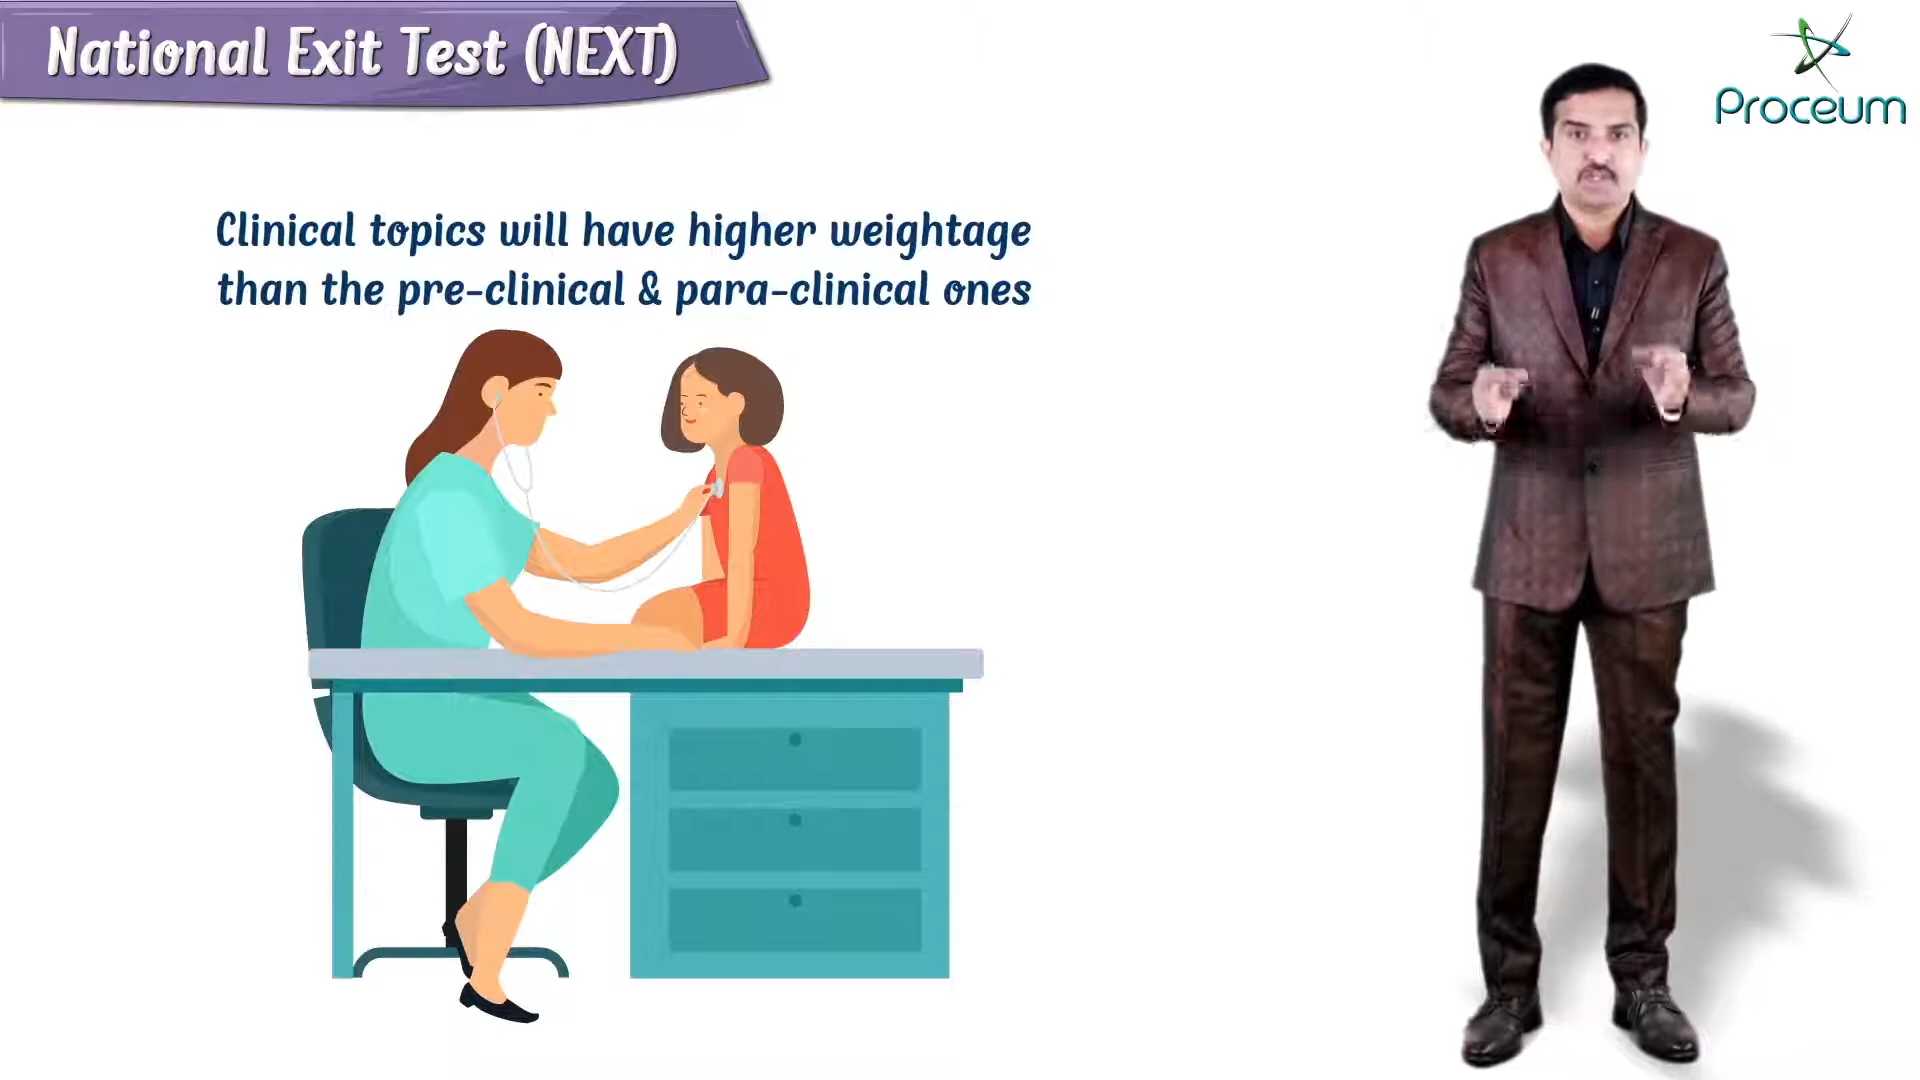 National Exit Test (NEXT)
Proceum
Clinical topics will have higher weightage
than the pre-clinical & para-clinical ones